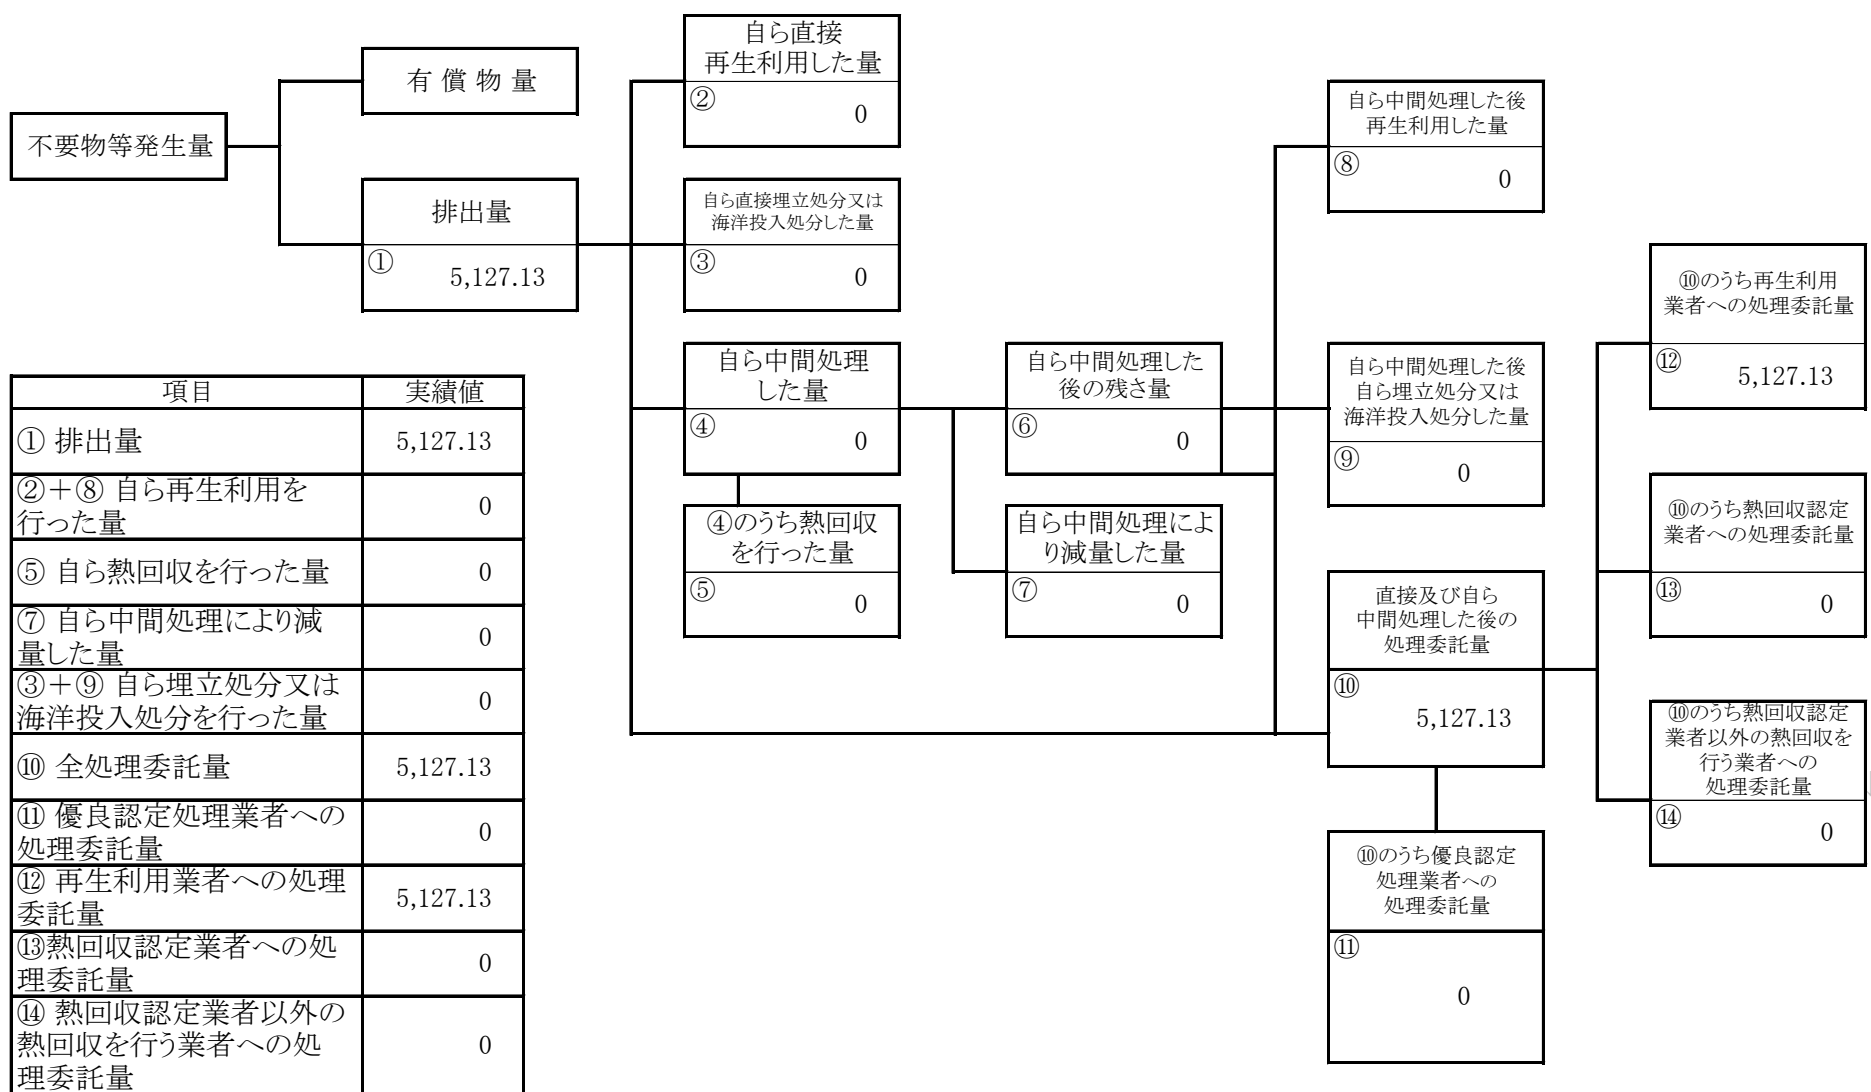 不要物等発生量
有 償 物 量
排出量
①
5,127.13
自ら直接
再生利用した量
②
0
自ら直接埋立処分又は
海洋投入処分した量
③
0
自ら中間処理
した量
④
0
④のうち熱回収
を行った量
⑤
0
自ら中間処理した
後の残さ量
⑥
0
自ら中間処理によ
り減量した量
⑦
0
自ら中間処理した後
再生利用した量
⑧
0
自ら中間処理した後
自ら埋立処分又は
海洋投入処分した量
⑨
0
直接及び自ら
中間処理した後の
処理委託量
⑩
5,127.13
⑩のうち優良認定
処理業者への
処理委託量
⑪
0
⑩のうち再生利用
業者への処理委託量
⑫
5,127.13
⑩のうち熱回収認定
業者への処理委託量
⑬
0
⑩のうち熱回収認定
業者以外の熱回収を
行う業者への
処理委託量
⑭
0
項目 実績値
① 排出量 5,127.13
②＋⑧ 自ら再生利用を
行った量 0
⑤ 自ら熱回収を行った量 0
⑦ 自ら中間処理により減
量した量 0
③＋⑨ 自ら埋立処分又は
海洋投入処分を行った量 0
⑩ 全処理委託量 5,127.13
⑪ 優良認定処理業者への
処理委託量 0
⑫ 再生利用業者への処理
委託量 5,127.13
⑬熱回収認定業者への処
理委託量 0
⑭ 熱回収認定業者以外の
熱回収を行う業者への処 0
理委託量